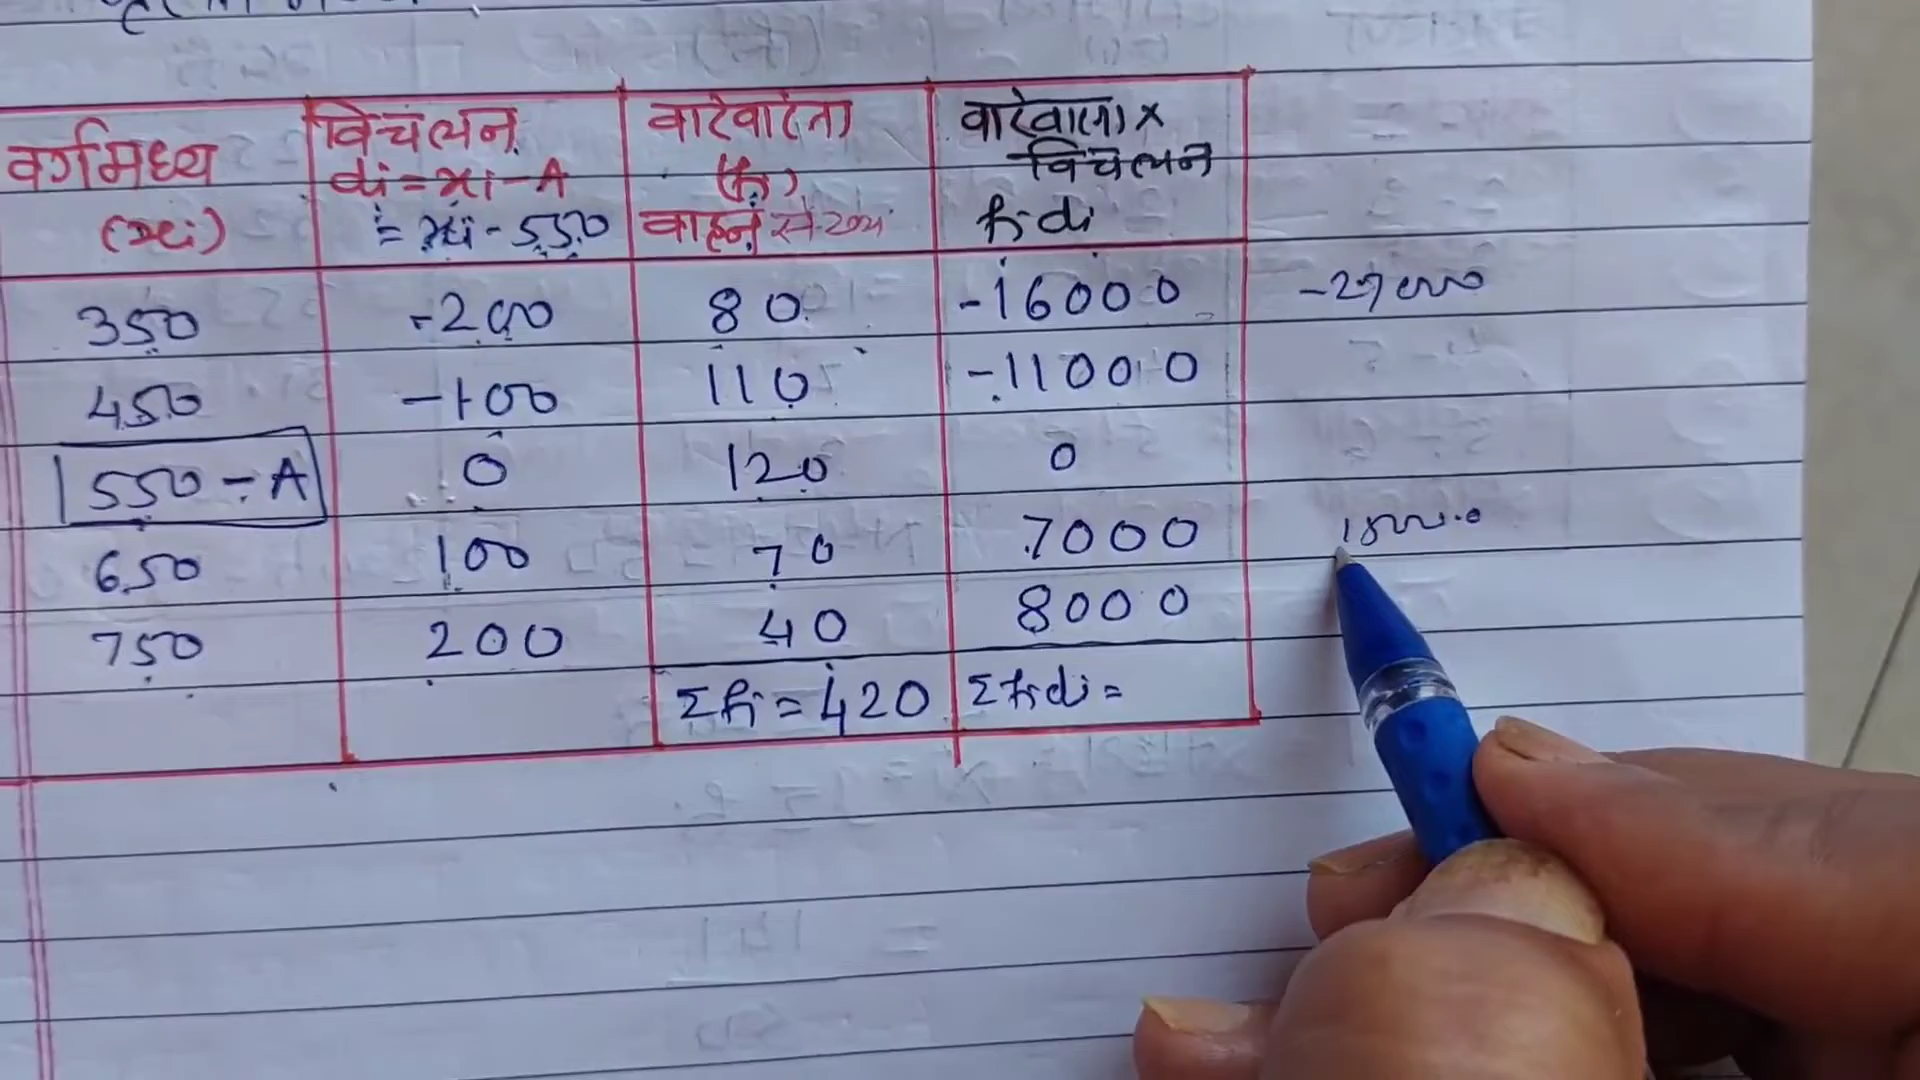 वर्गमध्य
(xi)
विचलन
di = xi - A
= xi - 550
वारंवारता
(fi)
वाहन संख्या
वारंवारता ×
विचलन
fi di
350 -200 80 -16000 -27000
450 -100 110 -11000
550 - A 0 120 0
650 100 70 7000 15000
750 200 40 8000
Σfi = 420 Σfidi =